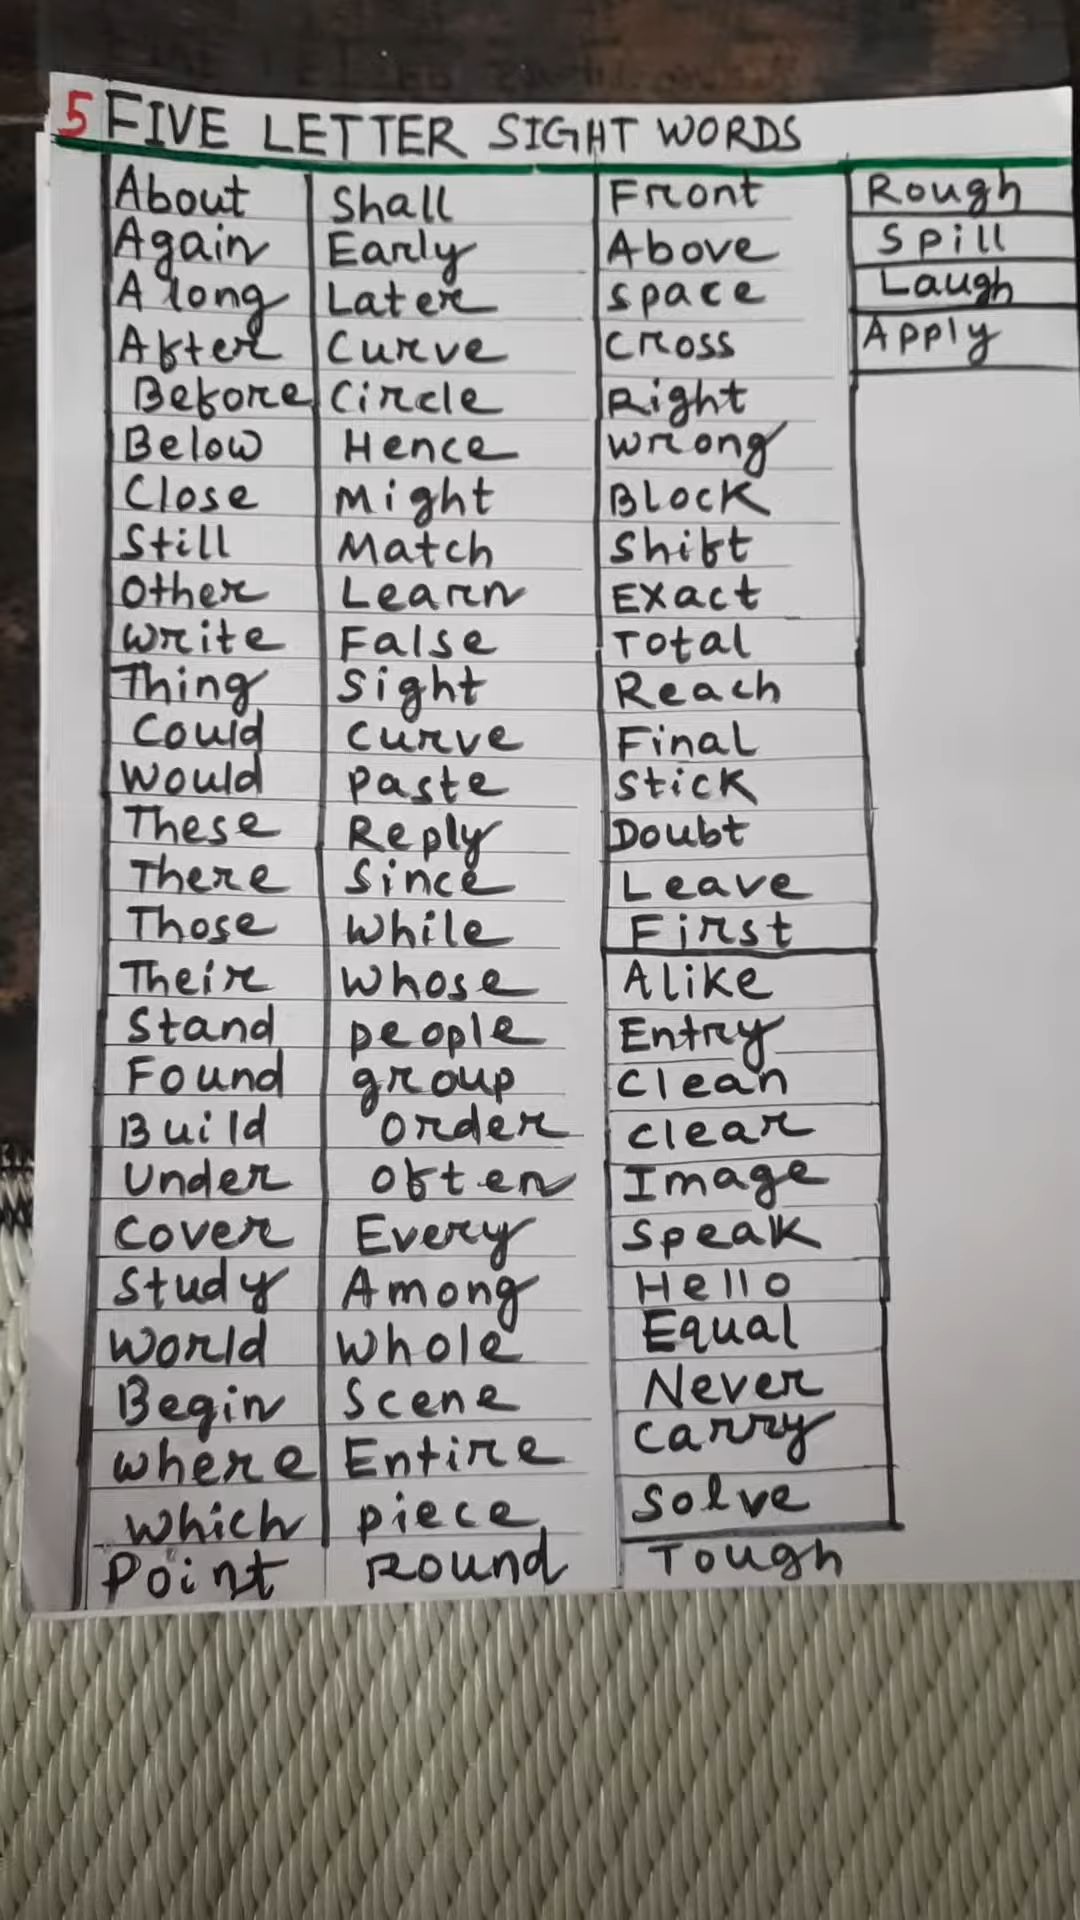 5 FIVE LETTER SIGHT WORDS
About
Again
A long
After
Before
Below
Close
Still
Other
Write
Thing
Could
Would
These
There
Those
Their
Stand
Found
Build
Under
Cover
Study
World
Begin
where
which
Point
Shall
Early
Later
Curve
Circle
Hence
Might
Match
Learn
False
Sight
Curve
Paste
Reply
Since
While
Whose
people
group
order
often
Every
Among
Whole
Scene
Entire
piece
Round
Front
Above
space
cross
Right
wrong
Block
Shift
Exact
Total
Reach
Final
Stick
Doubt
Leave
First
Alike
Entry
Clean
clear
Image
Speak
Hello
Equal
Never
carry
Solve
Tough
Rough
Spill
Laugh
Apply